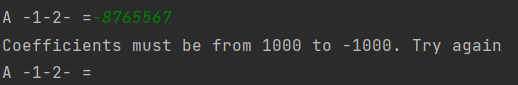 A -1-2- =-8765567
Coefficients must be from 1000 to -1000. Try again
A -1-2- =